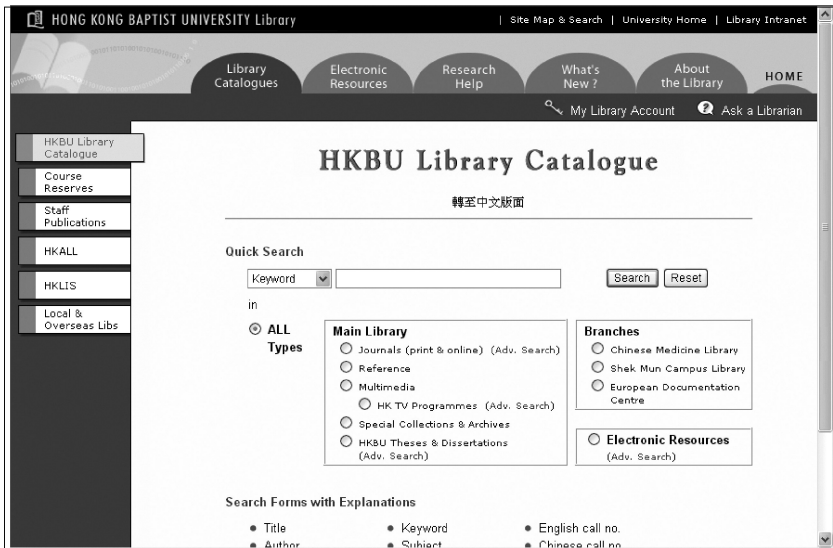 HONG KONG BAPTIST UNIVERSITY Library
| Site Map & Search | University Home | Library Intranet
Library Catalogues
Electronic Resources
Research Help
What's New ?
About the Library
HOME
My Library Account
Ask a Librarian
HKBU Library Catalogue
Course Reserves
Staff Publications
HKALL
HKLIS
Local & Overseas Libs
HKBU Library Catalogue
轉至中文版面
Quick Search
Keyword
Search
Reset
in
ALL Types
Main Library
Journals (print & online) (Adv. Search)
Reference
Multimedia
HK TV Programmes (Adv. Search)
Special Collections & Archives
HKBU Theses & Dissertations
(Adv. Search)
Branches
Chinese Medicine Library
Shek Mun Campus Library
European Documentation
Centre
Electronic Resources
(Adv. Search)
Search Forms with Explanations
Title
Keyword
English call no.
Author
Subject
Chinese call no.